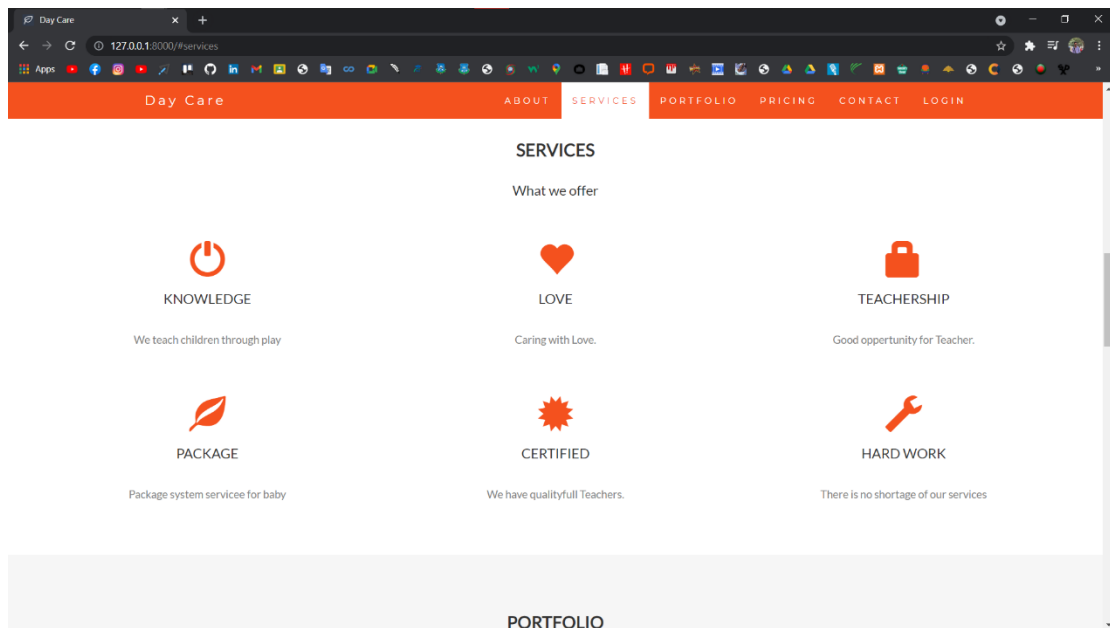 Day Care
127.0.0.1:8000/#services
Apps
Day Care ABOUT SERVICES PORTFOLIO PRICING CONTACT LOGIN
SERVICES
What we offer
KNOWLEDGE LOVE TEACHERSHIP
We teach children through play Caring with Love. Good oppertunity for Teacher.
PACKAGE CERTIFIED HARD WORK
Package system servicee for baby We have qualityfull Teachers. There is no shortage of our services
PORTFOLIO